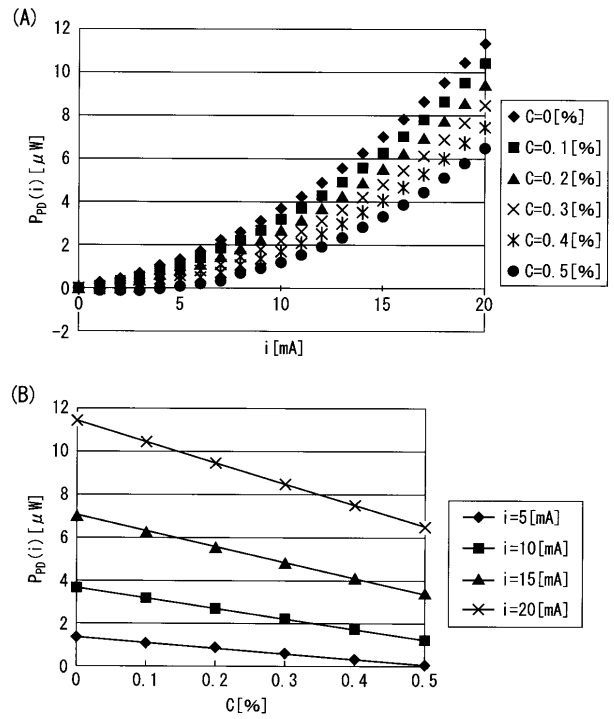 (A)
12
10
8
6
4
2
0
-2
P_PD(i)[μW]
0
5
10
15
20
i[mA]
C=0[%]
C=0.1[%]
C=0.2[%]
C=0.3[%]
C=0.4[%]
C=0.5[%]
(B)
12
10
8
6
4
2
0
P_PD(i)[μW]
0
0.1
0.2
0.3
0.4
0.5
C[%]
i=5[mA]
i=10[mA]
i=15[mA]
i=20[mA]